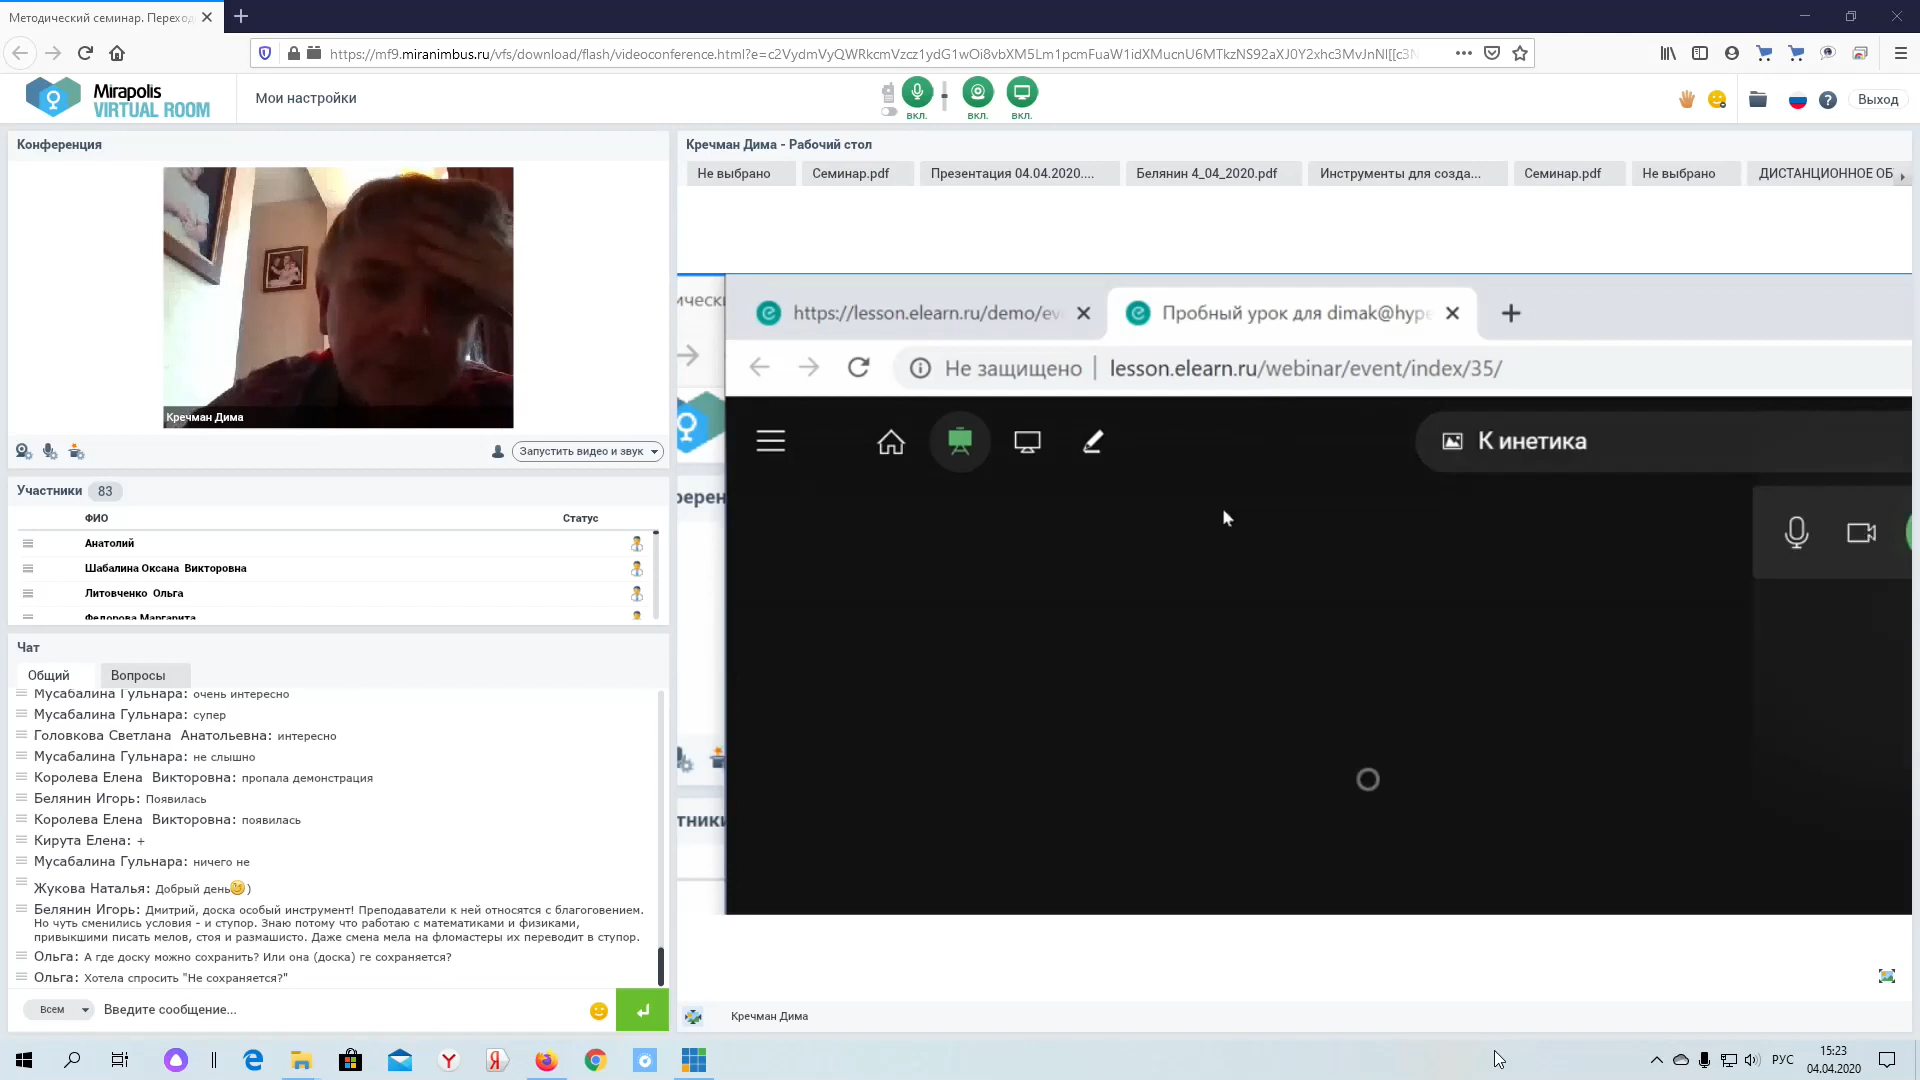 Методический семинар. Переход
https://mf9.miranimbus.ru/vfs/download/flash/videoconference.html?e=c2VydmVyQWRkcmVzcz1ydG1wOi8vbXM5Lm1pcmFuaW1idXMucnU6MTkzNS92aXJ0Y2xhc3MvJnNl[[c3N
Mirapolis
VIRTUAL ROOM
Мои настройки
вкл.
вкл.
вкл.
Выход
Конференция
Кречман Дима
Запустить видео и звук
Участники 83
ФИО Статус
Анатолий
Шабалина Оксана Викторовна
Литовченко Ольга
Федорова Маргарита
Чат
Общий Вопросы
Мусабалина Гульнара: очень интересно
Мусабалина Гульнара: супер
Головкова Светлана Анатольевна: интересно
Мусабалина Гульнара: не слышно
Королева Елена Викторовна: пропала демонстрация
Белянин Игорь: Появилась
Королева Елена Викторовна: появилась
Кирута Елена: +
Мусабалина Гульнара: ничего не
Жукова Наталья: Добрый день )
Белянин Игорь: Дмитрий, доска особый инструмент! Преподаватели к ней относятся с благоговением.
Но чуть сменились условия - и ступор. Знаю потому что работаю с математиками и физиками,
привыкшими писать мелов, стоя и размашисто. Даже смена мела на фломастеры их переводит в ступор.
Ольга: А где доску можно сохранить? Или она (доска) ге сохраняется?
Ольга: Хотела спросить "Не сохраняется?"
Всем Введите сообщение...
Кречман Дима - Рабочий стол
Не выбрано Семинар.pdf Презентация 04.04.2020.... Белянин 4_04_2020.pdf Инструменты для созда... Семинар.pdf Не выбрано ДИСТАНЦИОННОЕ ОБ
ически
https://lesson.elearn.ru/demo/eve Пробный урок для dimak@hype
Не защищено | lesson.elearn.ru/webinar/event/index/35/
К инетика
ферен
тники
Кречман Дима
РУС
15:23
04.04.2020